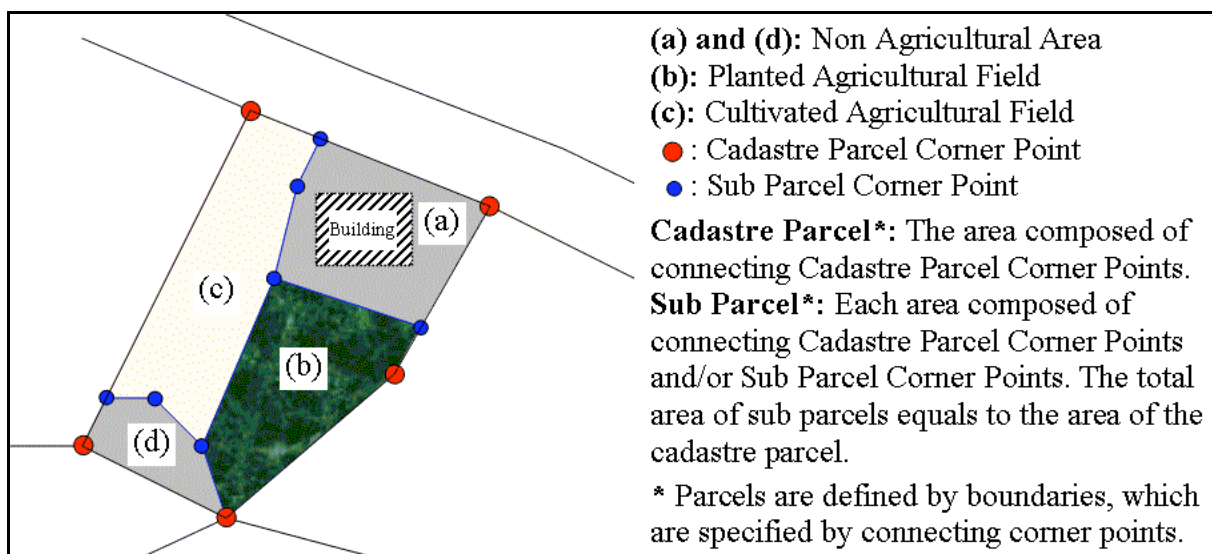 (a) and (d): Non Agricultural Area
(b): Planted Agricultural Field
(c): Cultivated Agricultural Field
: Cadastre Parcel Corner Point
: Sub Parcel Corner Point
Cadastre Parcel*: The area composed of
connecting Cadastre Parcel Corner Points.
Sub Parcel*: Each area composed of
connecting Cadastre Parcel Corner Points
and/or Sub Parcel Corner Points. The total
area of sub parcels equals to the area of the
cadastre parcel.
* Parcels are defined by boundaries, which
are specified by connecting corner points.
(a)
Building
(c)
(b)
(d)